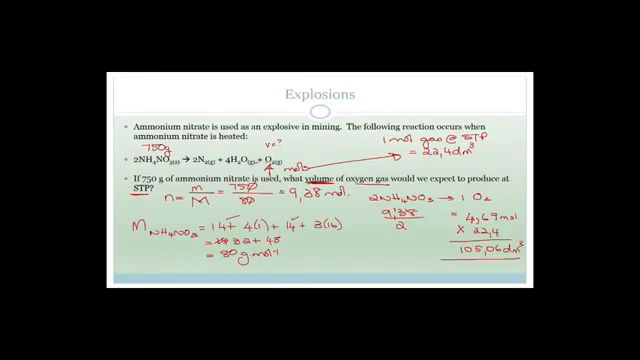 Explosions
Ammonium nitrate is used as an explosive in mining. The following reaction occurs when
ammonium nitrate is heated.
1 mol gas @ STP
= 22,4 dm³
750g
V=?
2NH₄NO₃(s) → 2N₂(g) + 4H₂O(g) + O₂(g)
mols
If 750 g of ammonium nitrate is used, what volume of oxygen gas would we expect to produce at
STP?
n = m/M = 750/80 = 9,38 mol.
2NH₄NO₃ → 1 O₂
9,38/2 = 4,69 mol
× 22,4
105,06 dm³
M NH₄NO₃ = 14 + 4(1) + 14 + 3(16)
= 32 + 48
= 80 g.mol-1